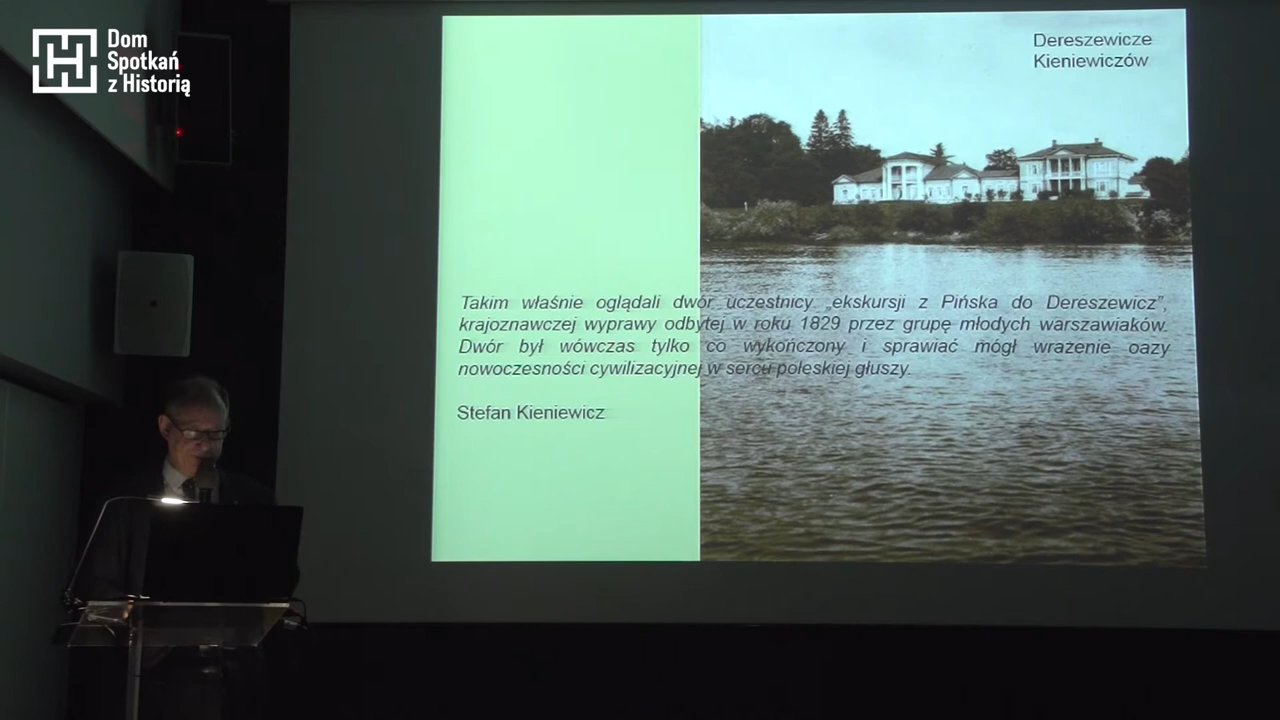 Dom
Spotkań
z Historią
Dereszewicze
Kieniewiczów
Takim właśnie oglądali dwór uczestnicy „ekskursji z Pińska do Dereszewicz”,
krajoznawczej wyprawy odbytej w roku 1829 przez grupę młodych warszawiaków.
Dwór był wówczas tylko co wykończony i sprawiać mógł wrażenie oazy
nowoczesności cywilizacyjnej w sercu poleskiej głuszy.
Stefan Kieniewicz